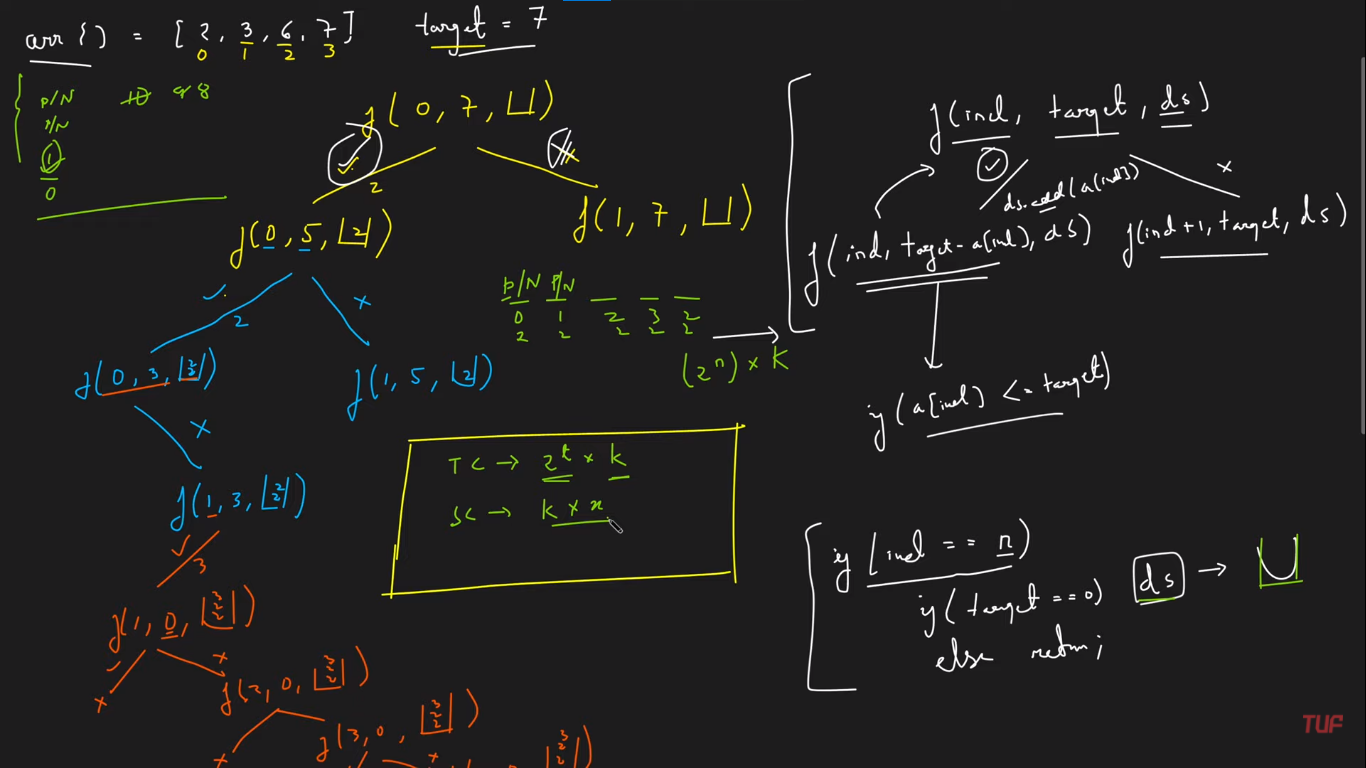 arr[] = [2, 3, 6, 7] target = 7
0 1 2 3
P/N 10 9 8
P/N
1
0
f(0, 7, ⊔)
2
f(0, 5, |2|)
f(1, 7, ⊔)
2
x
f(0, 3, |2 2|)
f(1, 5, |2|)
x
f(1, 3, |2 2|)
3
f(1, 0, |3 2 2|)
x
x
f(2, 0, |3 2 2|)
x
f(3, 0, |3 2 2|)
x
|3 2 2|)
P/N P/N _ _ _
0 1 2 3 2
2 2 2 2 2
(2^n) × k
TC → 2^t × k
SC → k × x
f(ind, target, ds)
x
ds.add(a[ind])
f(ind, target-a[ind], ds)
f(ind+1, target, ds)
if(a[ind] <= target)
if(ind == n)
if(target == 0) ds →
else return;
TUF